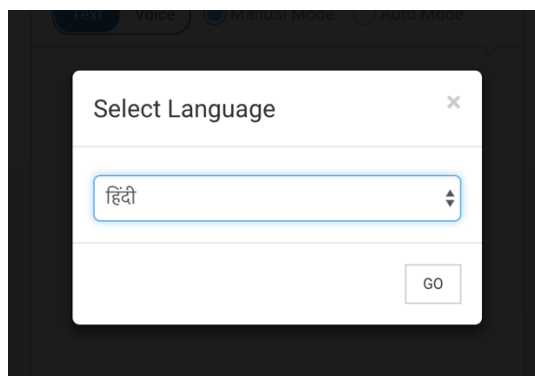 Text Voice Manual Mode Auto Mode
Select Language ×
हिंदी
GO